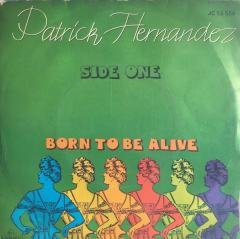 Patrick Hernandez
SIDE ONE
BORN TO BE ALIVE